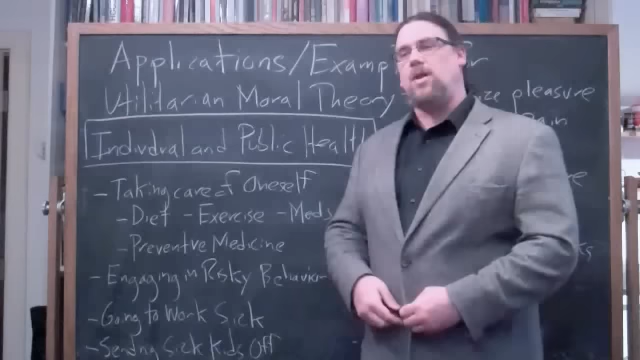 Applications/Examp r
Utilitarian Moral Theory ze pleasure
ain
Individual and Public Health
- Taking care of Oneself
- Diet - Exercise - Meds
- Preventive Medicine
- Engaging in Risky Behavior
- Going to Work Sick
- Sending Sick Kids Off